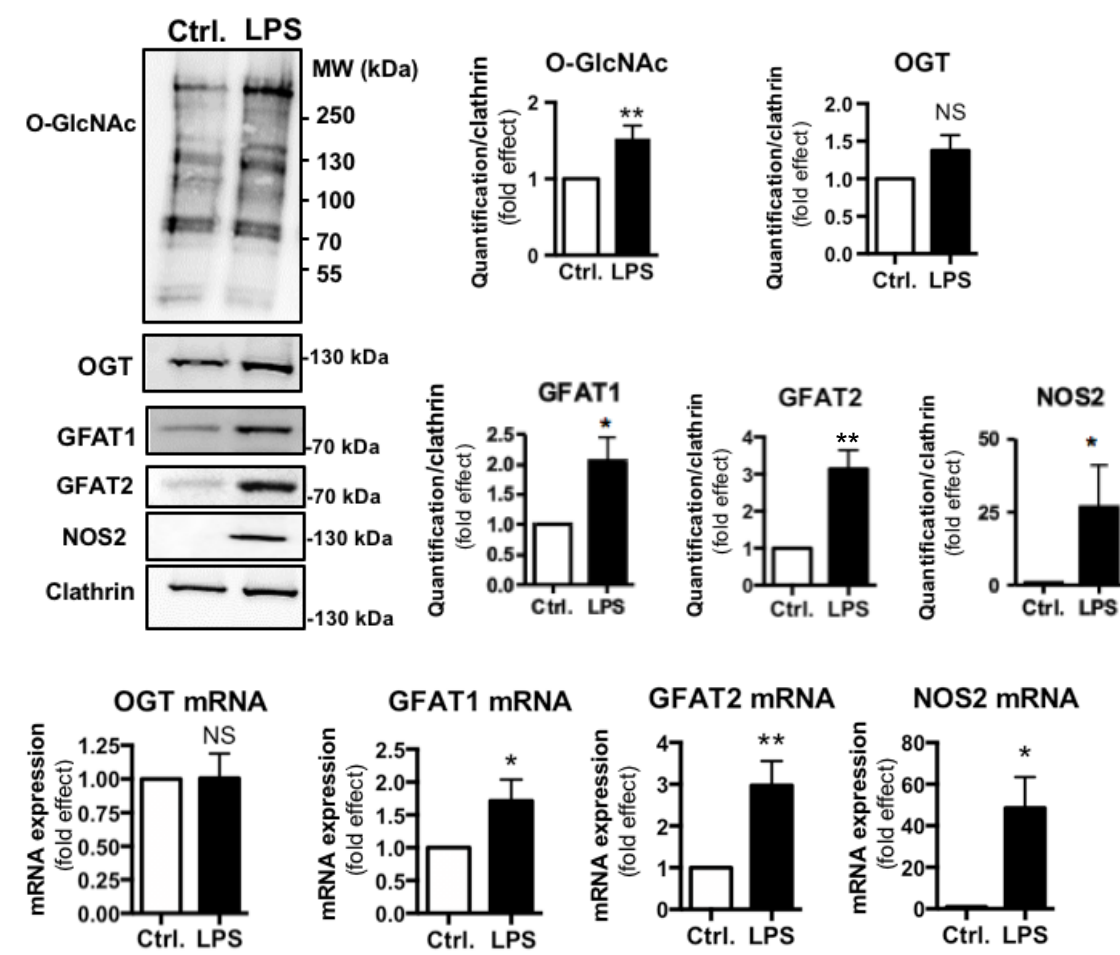 Ctrl. LPS
MW (kDa)
O-GlcNAc
250
130
100
70
55
OGT
-130 kDa
GFAT1
-70 kDa
GFAT2
-70 kDa
NOS2
-130 kDa
Clathrin
-130 kDa
O-GlcNAc
Quantification/clathrin
(fold effect)
2
1
0
**
Ctrl. LPS
OGT
Quantification/clathrin
(fold effect)
2.0
1.5
1.0
0.5
0.0
NS
Ctrl. LPS
GFAT1
Quantification/clathrin
(fold effect)
2.5
2.0
1.5
1.0
0.5
0.0
*
Ctrl. LPS
GFAT2
Quantification/clathrin
(fold effect)
4
3
2
1
0
**
Ctrl. LPS
NOS2
Quantification/clathrin
(fold effect)
50
25
0
*
Ctrl. LPS
OGT mRNA
mRNA expression
(fold effect)
1.25
1.00
0.75
0.50
0.25
0.00
NS
Ctrl. LPS
GFAT1 mRNA
mRNA expression
(fold effect)
2.5
2.0
1.5
1.0
0.5
0.0
*
Ctrl. LPS
GFAT2 mRNA
mRNA expression
(fold effect)
4
3
2
1
0
**
Ctrl. LPS
NOS2 mRNA
mRNA expression
(fold effect)
80
60
40
20
0
*
Ctrl. LPS